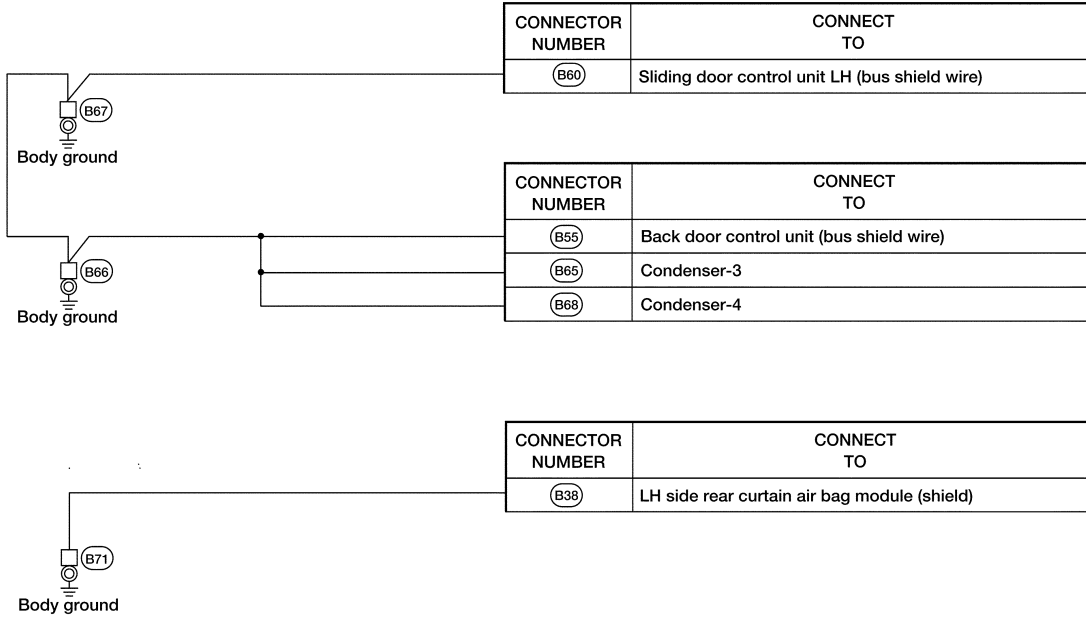 CONNECTOR NUMBER CONNECT TO
B60 Sliding door control unit LH (bus shield wire)
B67
Body ground
CONNECTOR NUMBER CONNECT TO
B55 Back door control unit (bus shield wire)
B65 Condenser-3
B68 Condenser-4
B66
Body ground
CONNECTOR NUMBER CONNECT TO
B38 LH side rear curtain air bag module (shield)
B71
Body ground